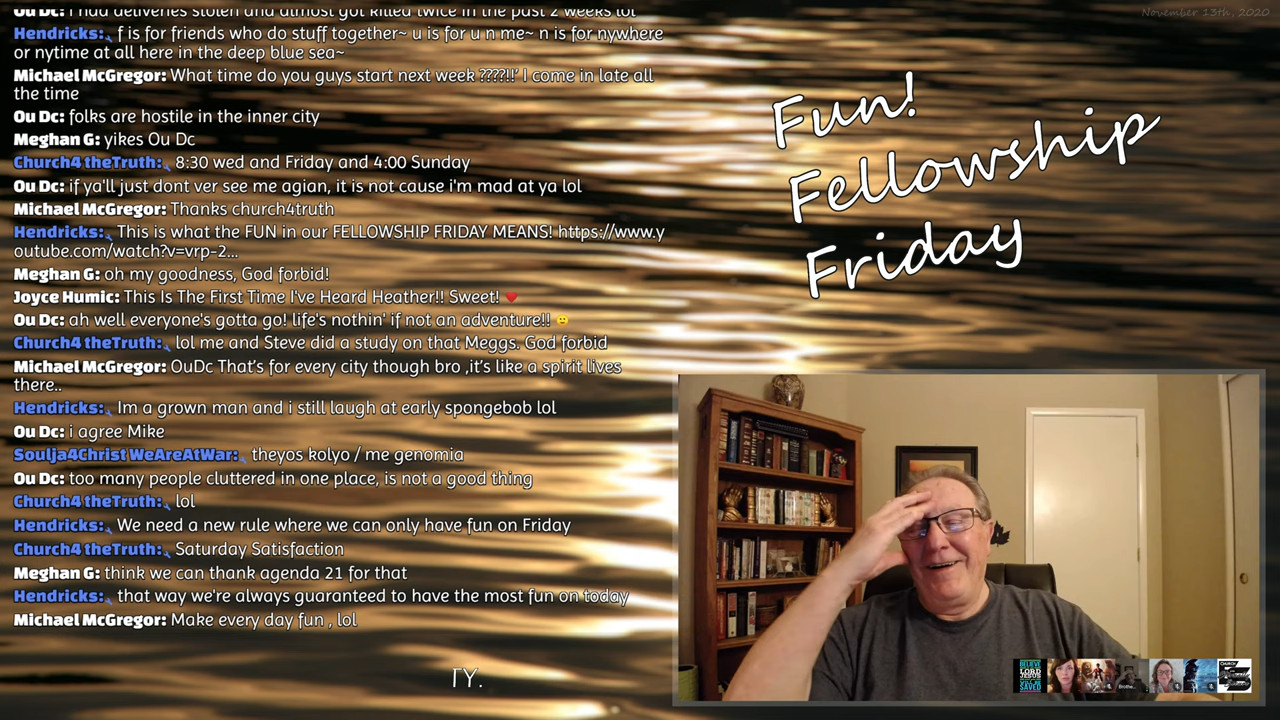 Ou Dc: i had deliveries stolen and almost got killed twice in the past 2 weeks lol
November 13th, 2020
Hendricks: f is for friends who do stuff together~ u is for u n me~ n is for nywhere
or nytime at all here in the deep blue sea~
Michael McGregor: What time do you guys start next week ????!!' I come in late all
the time
Ou Dc: folks are hostile in the inner city
Meghan G: yikes Ou Dc
Church4 theTruth: 8:30 wed and Friday and 4:00 Sunday
Ou Dc: if ya'll just dont ver see me agian, it is not cause i'm mad at ya lol
Michael McGregor: Thanks church4truth
Hendricks: This is what the FUN in our FELLOWSHIP FRIDAY MEANS! https://www.y
outube.com/watch?v=vrp-2...
Meghan G: oh my goodness, God forbid!
Joyce Humic: This Is The First Time I've Heard Heather!! Sweet! ❤️
Ou Dc: ah well everyone's gotta go! life's nothin' if not an adventure!! 🙂
Church4 theTruth: lol me and Steve did a study on that Meggs. God forbid
Michael McGregor: OuDc That's for every city though bro ,it's like a spirit lives
there..
Hendricks: Im a grown man and i still laugh at early spongebob lol
Ou Dc: i agree Mike
Soulja4Christ WeAreAtWar: theyos kolyo / me genomia
Ou Dc: too many people cluttered in one place, is not a good thing
Church4 theTruth: lol
Hendricks: We need a new rule where we can only have fun on Friday
Church4 theTruth: Saturday Satisfaction
Meghan G: think we can thank agenda 21 for that
Hendricks: that way we're always guaranteed to have the most fun on today
Michael McGregor: Make every day fun , lol
TY.
Fun!
Fellowship
Friday
BELIEVE
LORD
JESUS
SAVED
Brothe...
CHURCH